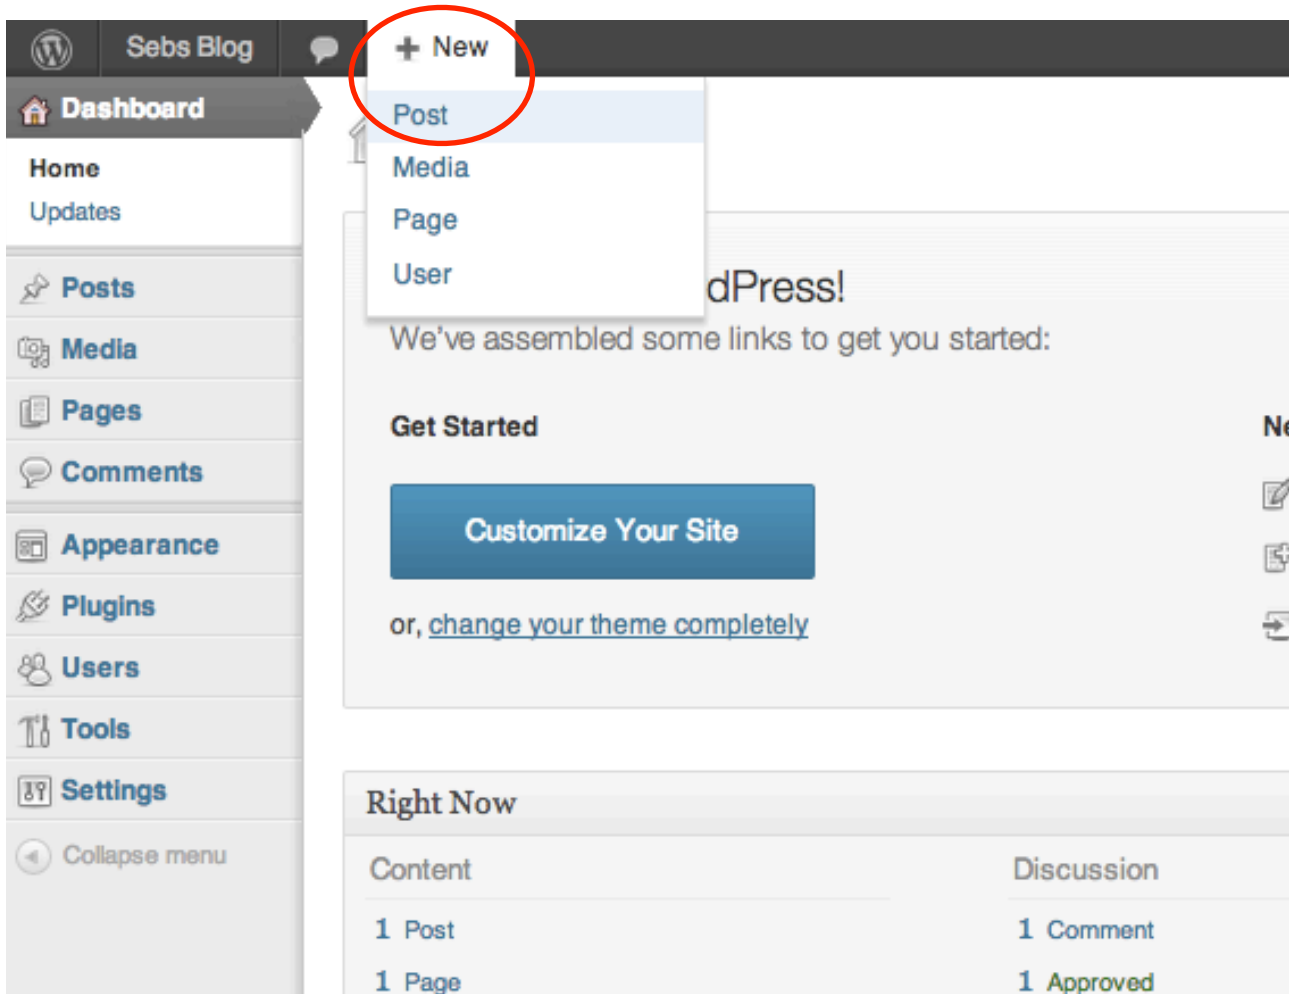 Sebs Blog
+ New
Dashboard
Home
Updates
Posts
Media
Pages
Comments
Appearance
Plugins
Users
Tools
Settings
Collapse menu
Post
Media
Page
User
dPress!
We've assembled some links to get you started:
Get Started
Customize Your Site
or, change your theme completely
Right Now
Content
1 Post
1 Page
Discussion
1 Comment
1 Approved